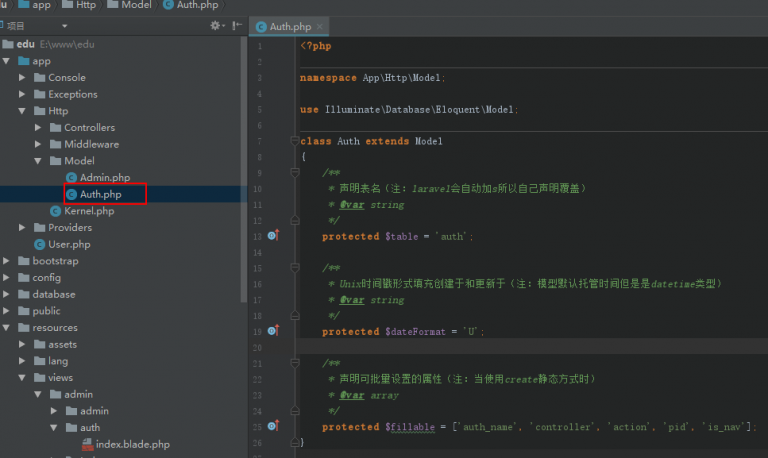 u app Http Model Auth.php
项目
edu E:\www\edu
app
Console
Exceptions
Http
Controllers
Middleware
Model
Admin.php
Auth.php
Kernel.php
Providers
User.php
bootstrap
config
database
public
resources
assets
lang
views
admin
admin
auth
index.blade.php
Auth.php ×
1 <?php
2
3 namespace App\Http\Model;
4
5 use Illuminate\Database\Eloquent\Model;
6
7 class Auth extends Model
8 {
9 /**
10 * 声明表名(注：laravel会自动加s所以自己声明覆盖)
11 * @var string
12 */
13 protected $table = 'auth';
14
15 /**
16 * Unix时间戳形式填充创建于和更新于(注：模型默认托管时间但是是datetime类型)
17 * @var string
18 */
19 protected $dateFormat = 'U';
20
21 /**
22 * 声明可批量设置的属性(注：当使用create静态方式时)
23 * @var array
24 */
25 protected $fillable = ['auth_name', 'controller', 'action', 'pid', 'is_nav'];
26 }